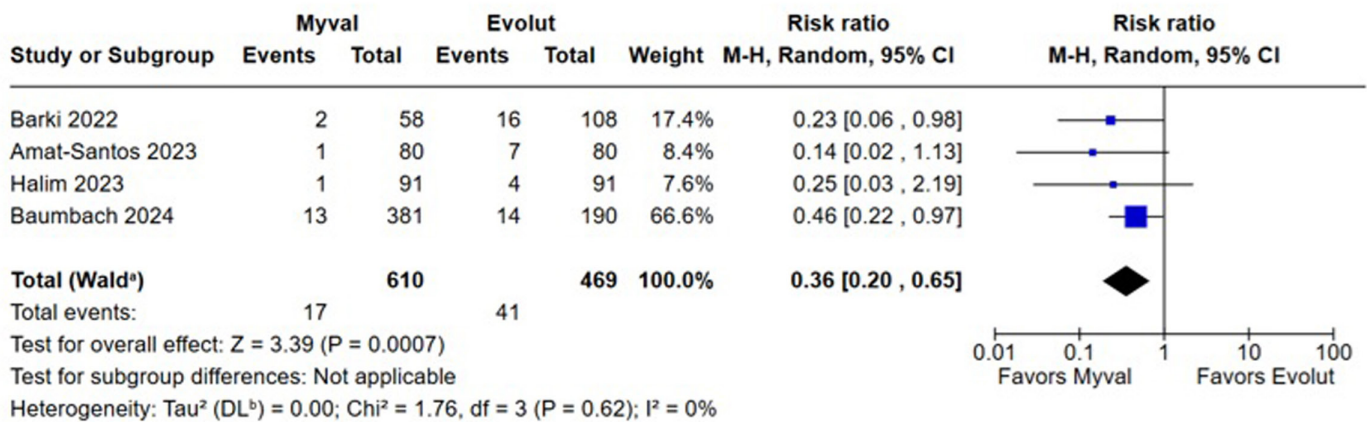 Myval Evolut Risk ratio Risk ratio
Study or Subgroup Events Total Events Total Weight M-H, Random, 95% CI M-H, Random, 95% CI
Barki 2022 2 58 16 108 17.4% 0.23 [0.06 , 0.98]
Amat-Santos 2023 1 80 7 80 8.4% 0.14 [0.02 , 1.13]
Halim 2023 1 91 4 91 7.6% 0.25 [0.03 , 2.19]
Baumbach 2024 13 381 14 190 66.6% 0.46 [0.22 , 0.97]
Total (Waldᵃ) 610 469 100.0% 0.36 [0.20 , 0.65]
Total events: 17 41
Test for overall effect: Z = 3.39 (P = 0.0007)
Test for subgroup differences: Not applicable
Heterogeneity: Tau² (DLᵇ) = 0.00; Chi² = 1.76, df = 3 (P = 0.62); I² = 0%
0.01 0.1 1 10 100
Favors Myval Favors Evolut